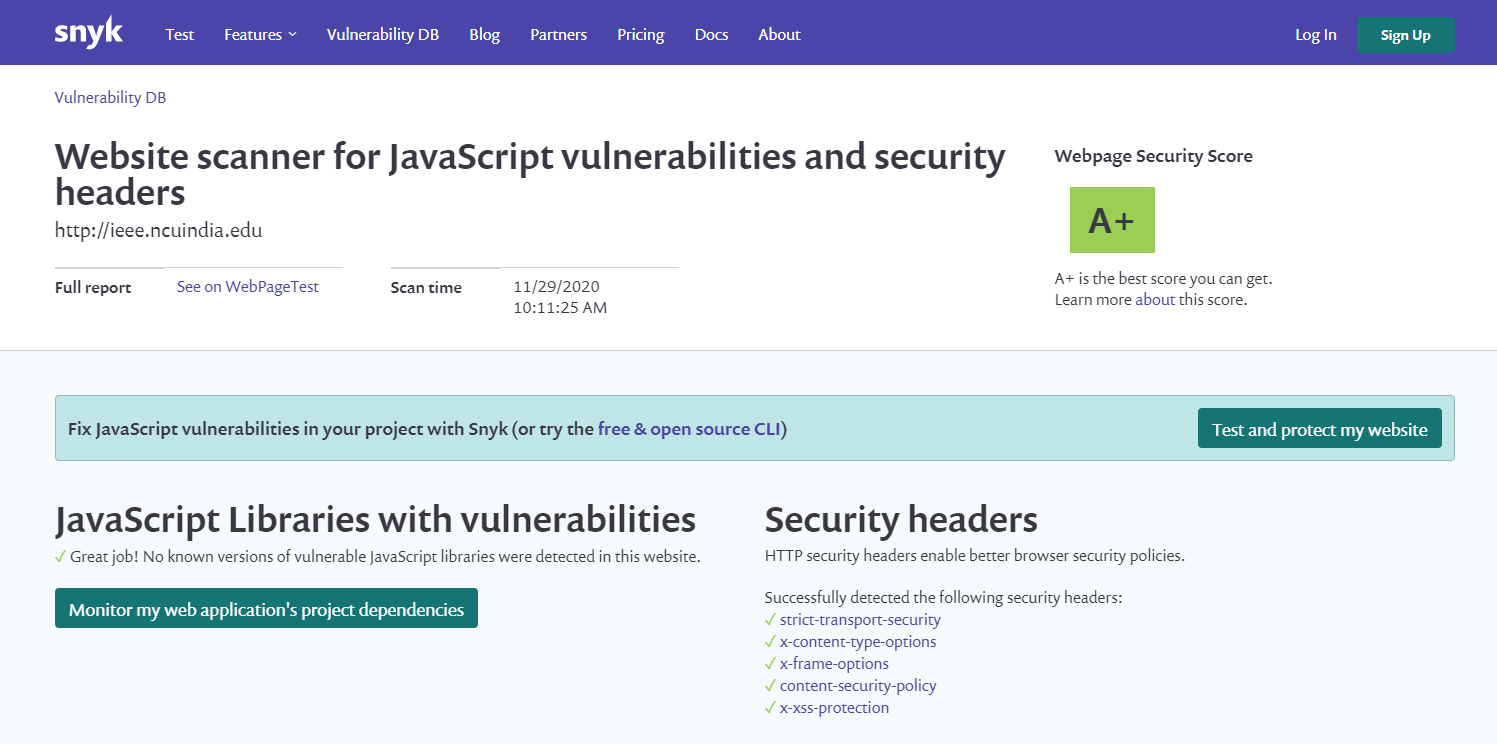 snyk Test Features Vulnerability DB Blog Partners Pricing Docs About Log In Sign Up
Vulnerability DB
Website scanner for JavaScript vulnerabilities and security
headers
http://ieee.ncuindia.edu
Full report See on WebPageTest
Scan time 11/29/2020
10:11:25 AM
Webpage Security Score
A+
A+ is the best score you can get.
Learn more about this score.
Fix JavaScript vulnerabilities in your project with Snyk (or try the free & open source CLI)
Test and protect my website
JavaScript Libraries with vulnerabilities
✓ Great job! No known versions of vulnerable JavaScript libraries were detected in this website.
Monitor my web application's project dependencies
Security headers
HTTP security headers enable better browser security policies.
Successfully detected the following security headers:
✓ strict-transport-security
✓ x-content-type-options
✓ x-frame-options
✓ content-security-policy
✓ x-xss-protection